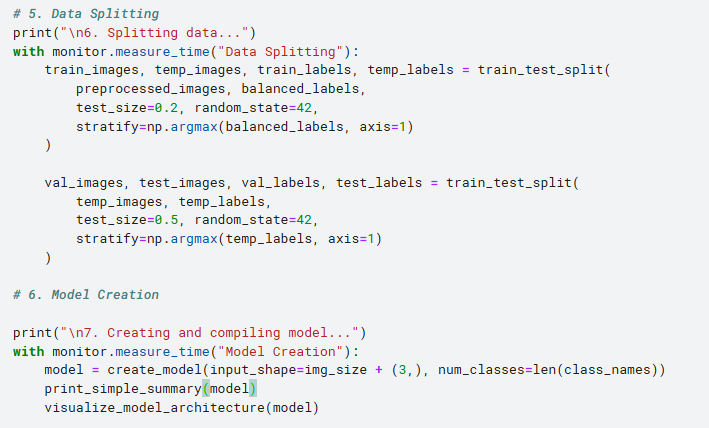 # 5. Data Splitting
print("\n6. Splitting data...")
with monitor.measure_time("Data Splitting"):
    train_images, temp_images, train_labels, temp_labels = train_test_split(
        preprocessed_images, balanced_labels,
        test_size=0.2, random_state=42,
        stratify=np.argmax(balanced_labels, axis=1)
    )

    val_images, test_images, val_labels, test_labels = train_test_split(
        temp_images, temp_labels,
        test_size=0.5, random_state=42,
        stratify=np.argmax(temp_labels, axis=1)
    )

# 6. Model Creation

print("\n7. Creating and compiling model...")
with monitor.measure_time("Model Creation"):
    model = create_model(input_shape=img_size + (3,), num_classes=len(class_names))
    print_simple_summary(model)
    visualize_model_architecture(model)